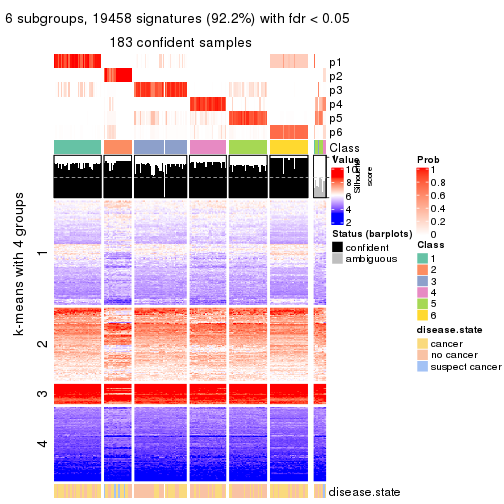 6 subgroups, 19458 signatures (92.2%) with fdr < 0.05
183 confident samples
p1
p2
p3
p4
p5
p6
Class
Silhouette
score
k-means with 4 groups
1
2
3
4
disease.state
Value
10
8
6
4
2
Status (barplots)
confident
ambiguous
Prob
1
0.8
0.6
0.4
0.2
0
Class
1
2
3
4
5
6
disease.state
cancer
no cancer
suspect cancer